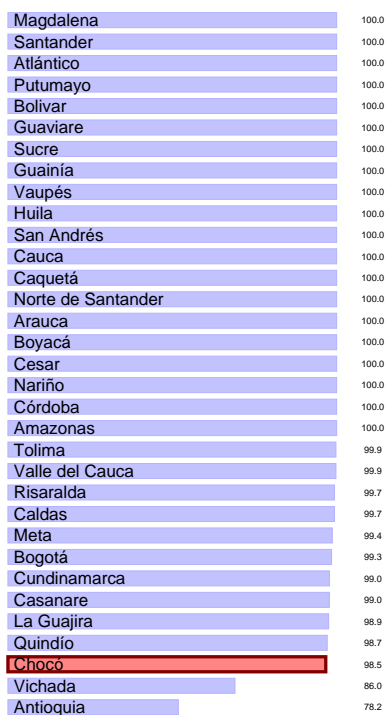 Magdalena 100.0
Santander 100.0
Atlántico 100.0
Putumayo 100.0
Bolivar 100.0
Guaviare 100.0
Sucre 100.0
Guainía 100.0
Vaupés 100.0
Huila 100.0
San Andrés 100.0
Cauca 100.0
Caquetá 100.0
Norte de Santander 100.0
Arauca 100.0
Boyacá 100.0
Cesar 100.0
Nariño 100.0
Córdoba 100.0
Amazonas 100.0
Tolima 99.9
Valle del Cauca 99.9
Risaralda 99.7
Caldas 99.7
Meta 99.4
Bogotá 99.3
Cundinamarca 99.0
Casanare 99.0
La Guajira 98.9
Quindío 98.7
Chocó 98.5
Vichada 86.0
Antioquia 78.2